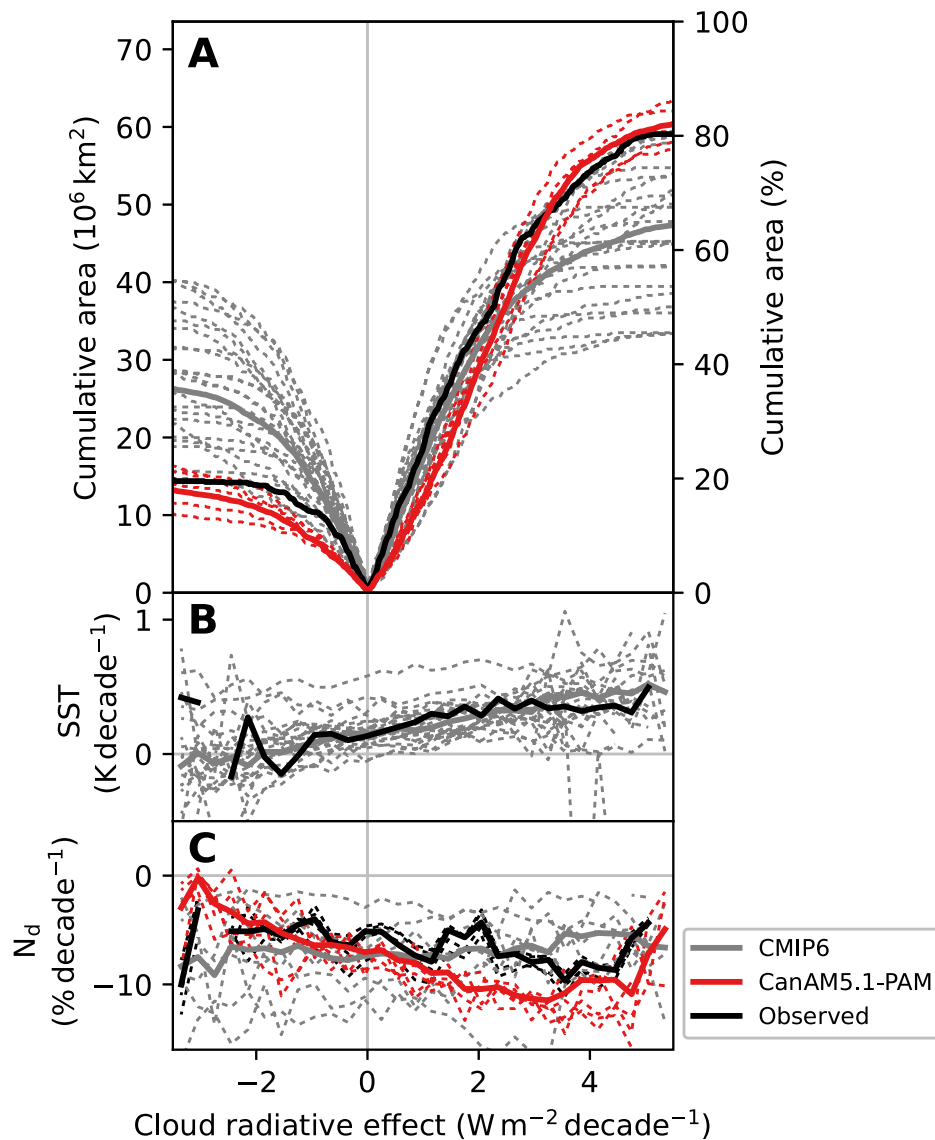 A
70
60
50
40
30
20
10
0
Cumulative area (10⁶ km²)
100
80
60
40
20
0
Cumulative area (%)
B
1
0
SST
(K decade⁻¹)
C
0
−10
N_d
(% decade⁻¹)
−2 0 2 4
Cloud radiative effect (W m⁻² decade⁻¹)
CMIP6
CanAM5.1-PAM
Observed